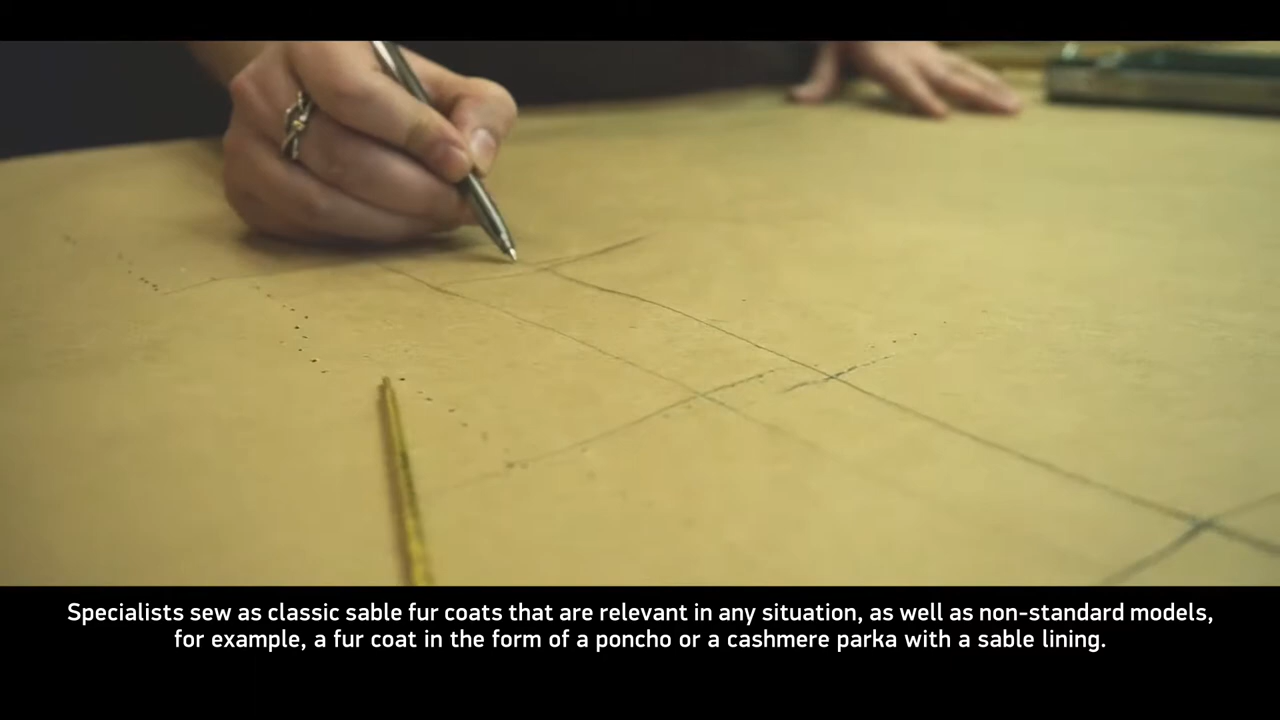 Specialists sew as classic sable fur coats that are relevant in any situation, as well as non-standard models,
for example, a fur coat in the form of a poncho or a cashmere parka with a sable lining.